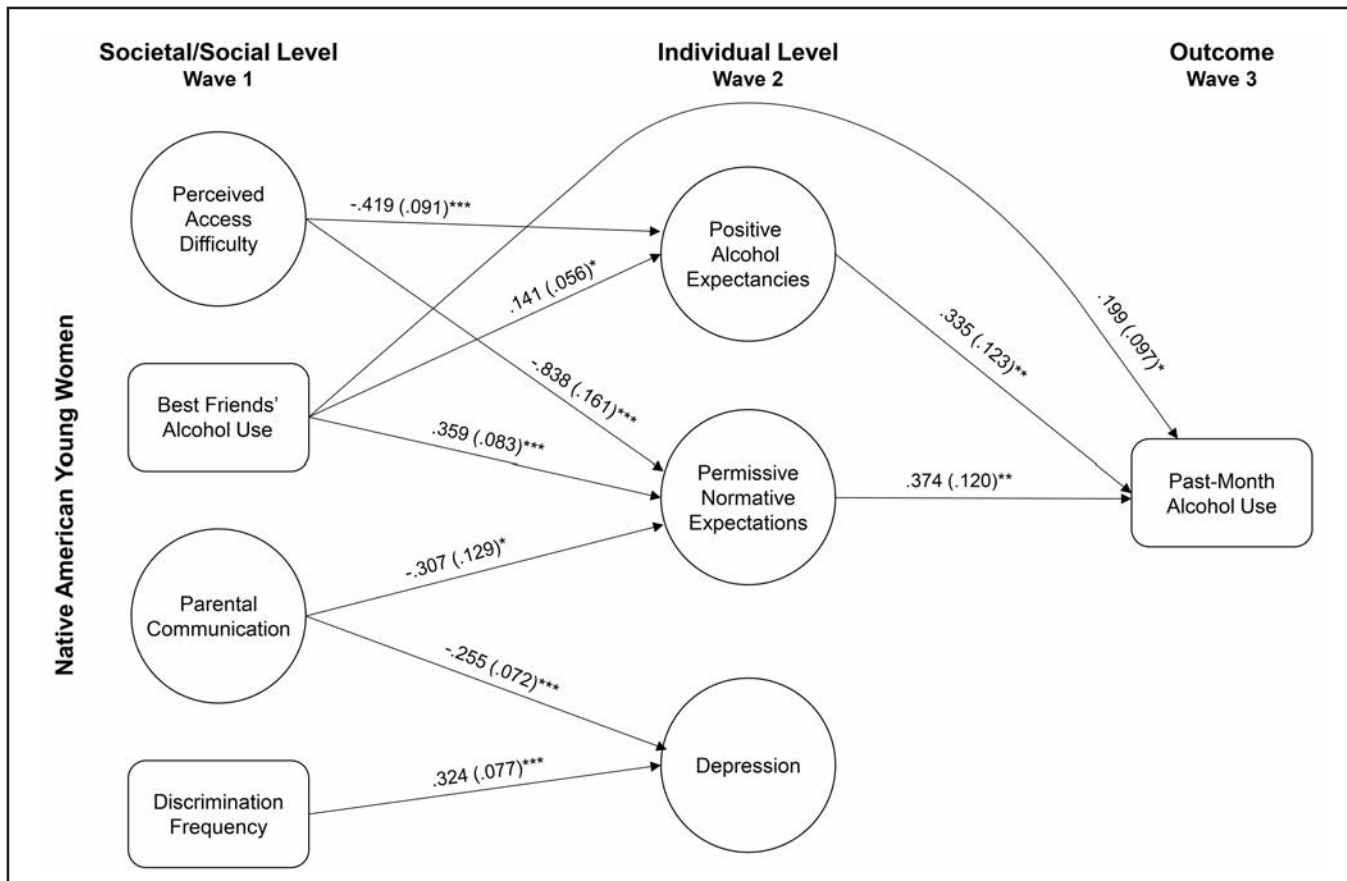 Societal/Social Level
Wave 1
Individual Level
Wave 2
Outcome
Wave 3
Native American Young Women
Perceived
Access
Difficulty
Best Friends'
Alcohol Use
Parental
Communication
Discrimination
Frequency
-.419 (.091)***
.141 (.056)*
-.838 (.161)***
.359 (.083)***
-.307 (.129)*
-.255 (.072)***
.324 (.077)***
Positive
Alcohol
Expectancies
Permissive
Normative
Expectations
Depression
.199 (.097)*
.335 (.123)**
.374 (.120)**
Past-Month
Alcohol Use